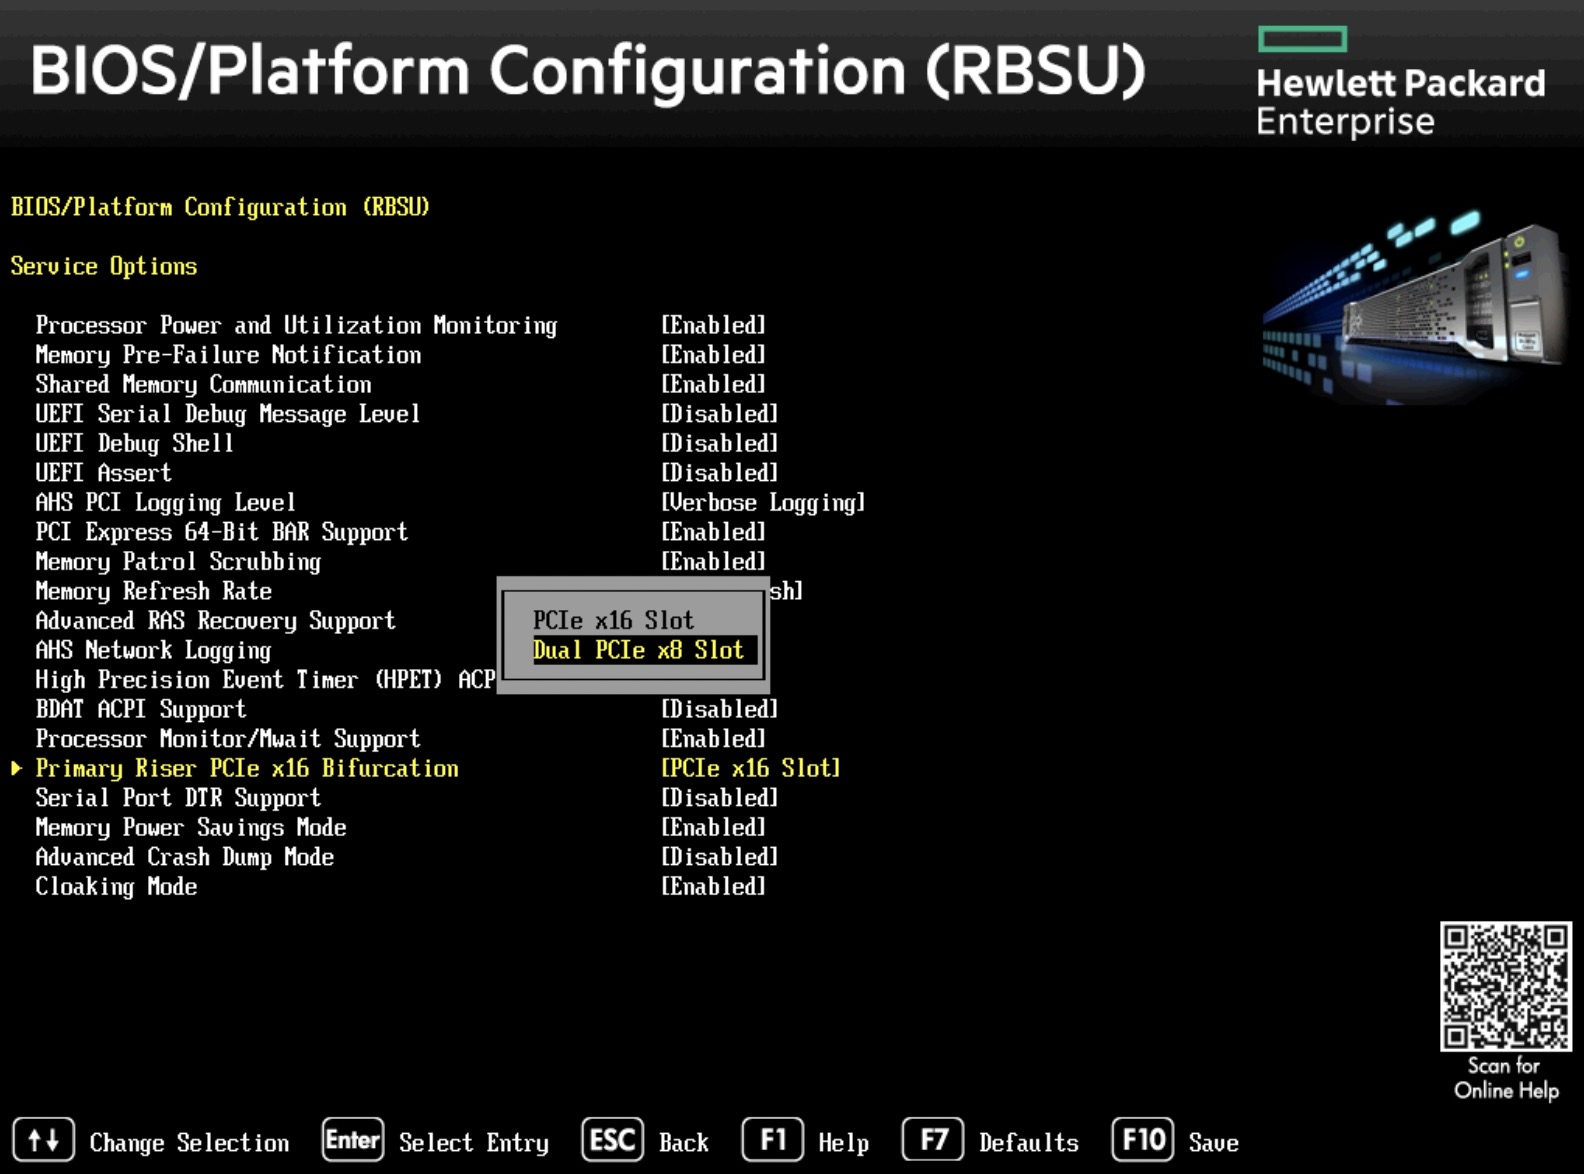 BIOS/Platform Configuration (RBSU)
Hewlett Packard
Enterprise
BIOS/Platform Configuration (RBSU)
Service Options
Processor Power and Utilization Monitoring [Enabled]
Memory Pre-Failure Notification [Enabled]
Shared Memory Communication [Enabled]
UEFI Serial Debug Message Level [Disabled]
UEFI Debug Shell [Disabled]
UEFI Assert [Disabled]
AHS PCI Logging Level [Verbose Logging]
PCI Express 64-Bit BAR Support [Enabled]
Memory Patrol Scrubbing [Enabled]
Memory Refresh Rate sh]
Advanced RAS Recovery Support PCIe x16 Slot
AHS Network Logging Dual PCIe x8 Slot
High Precision Event Timer (HPET) ACP
BDAT ACPI Support [Disabled]
Processor Monitor/Mwait Support [Enabled]
Primary Riser PCIe x16 Bifurcation [PCIe x16 Slot]
Serial Port DTR Support [Disabled]
Memory Power Savings Mode [Enabled]
Advanced Crash Dump Mode [Disabled]
Cloaking Mode [Enabled]
Scan for
Online Help
↑↓ Change Selection Enter Select Entry ESC Back F1 Help F7 Defaults F10 Save